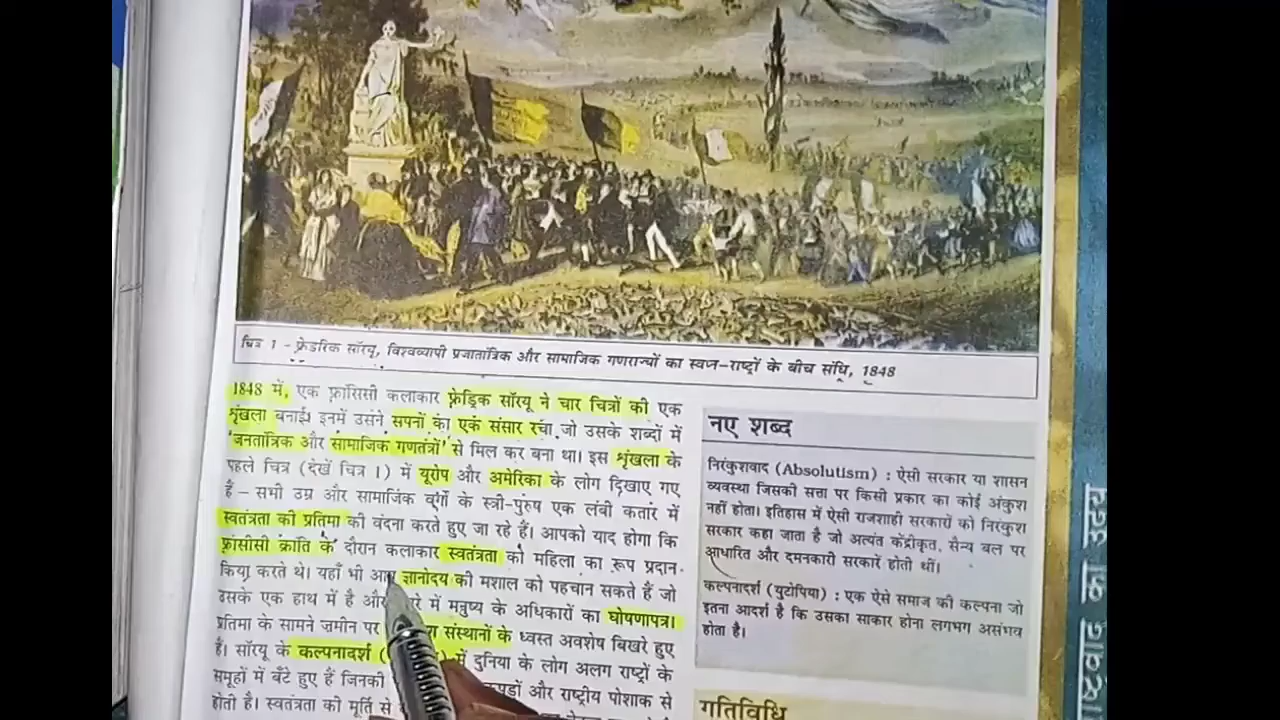 चित्र 1 - फ्रेडरिक सॉरयू, विश्वव्यापी प्रजातांत्रिक और सामाजिक गणराज्यों का स्वप्न-राष्ट्रों के बीच संधि, 1848
1848 में, एक फ़्रांसिसी कलाकार फ़्रेड्रिक सॉरयू ने चार चित्रों की एक
शृंखला बनाई। इनमें उसने सपनों का एक संसार रचा जो उसके शब्दों में
'जनतांत्रिक और सामाजिक गणतंत्रों' से मिल कर बना था। इस शृंखला के
पहले चित्र (देखें चित्र 1) में यूरोप और अमेरिका के लोग दिखाए गए
हैं – सभी उम्र और सामाजिक वर्गों के स्त्री-पुरुष एक लंबी कतार में
स्वतंत्रता की प्रतिमा की वंदना करते हुए जा रहे हैं। आपको याद होगा कि
फ़्रांसीसी क्रांति के दौरान कलाकार स्वतंत्रता को महिला का रूप प्रदान
किया करते थे। यहाँ भी ज्ञानोदय की मशाल को पहचान सकते हैं जो
उसके एक हाथ में है और में मनुष्य के अधिकारों का घोषणापत्र।
प्रतिमा के सामने ज़मीन पर संस्थानों के ध्वस्त अवशेष बिखरे हुए
हैं। सॉरयू के कल्पनादर्श ( ) में दुनिया के लोग अलग राष्ट्रों के
समूहों में बँटे हुए हैं जिनकी और राष्ट्रीय पोशाक से
होती है। स्वतंत्रता की मूर्ति से
नए शब्द
निरंकुशवाद (Absolutism) : ऐसी सरकार या शासन
व्यवस्था जिसकी सत्ता पर किसी प्रकार का कोई अंकुश
नहीं होता। इतिहास में ऐसी राजशाही सरकारों को निरंकुश
सरकार कहा जाता है जो अत्यंत केंद्रीकृत, सैन्य बल पर
आधारित और दमनकारी सरकारें होती थीं।
कल्पनादर्श (युटोपिया) : एक ऐसे समाज की कल्पना जो
इतना आदर्श है कि उसका साकार होना लगभग असंभव
होता है।
गतिविधि
का उदय